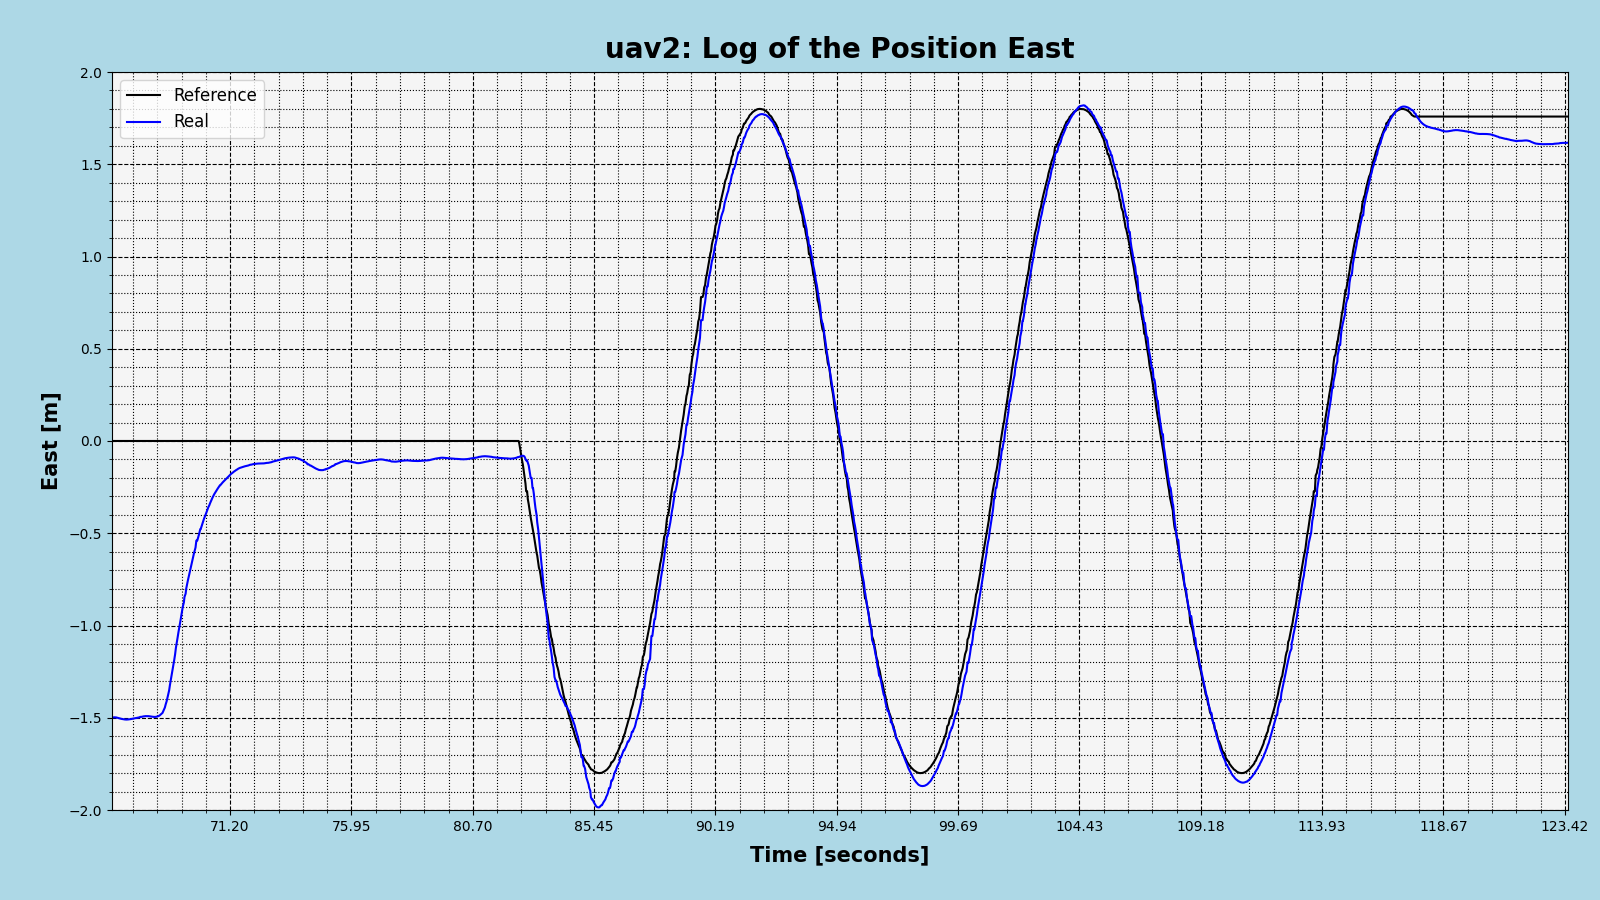 uav2: Log of the Position East
Reference
Real
2.0
1.5
1.0
0.5
0.0
−0.5
−1.0
−1.5
−2.0
East [m]
71.20 75.95 80.70 85.45 90.19 94.94 99.69 104.43 109.18 113.93 118.67 123.42
Time [seconds]